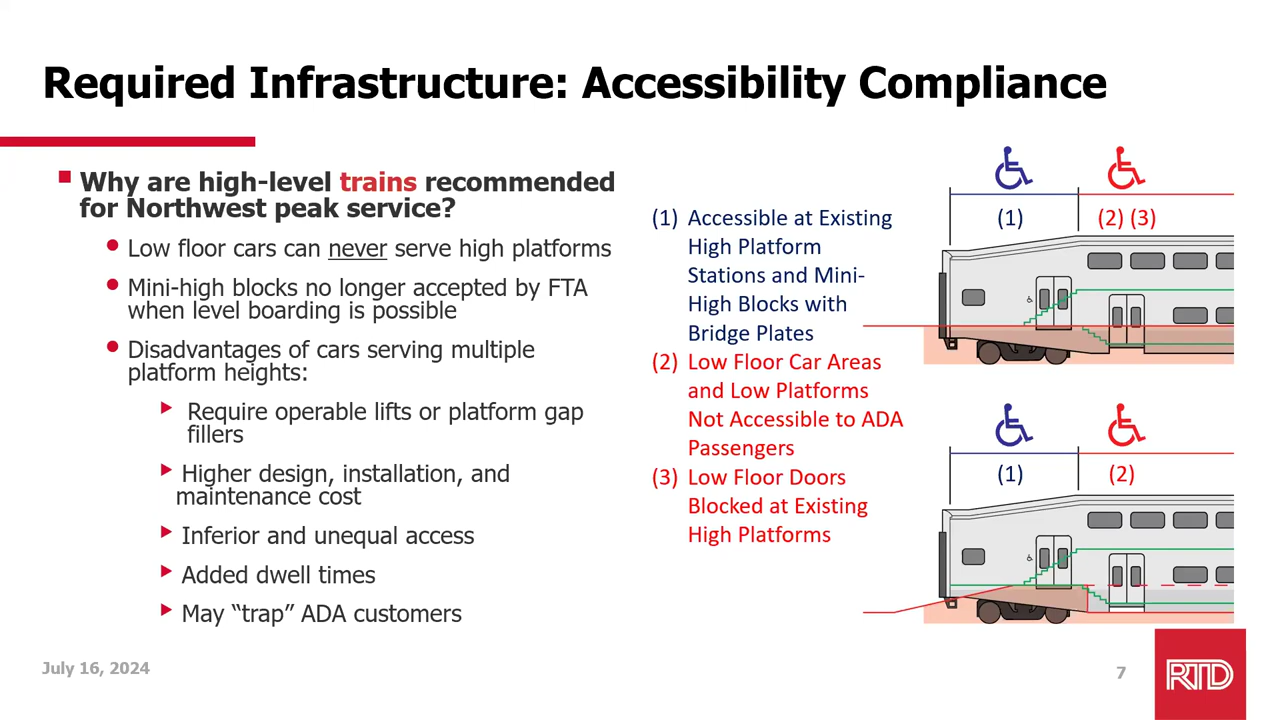 Required Infrastructure: Accessibility Compliance
Why are high-level trains recommended
for Northwest peak service?
Low floor cars can never serve high platforms
Mini-high blocks no longer accepted by FTA
when level boarding is possible
Disadvantages of cars serving multiple
platform heights:
Require operable lifts or platform gap
fillers
Higher design, installation, and
maintenance cost
Inferior and unequal access
Added dwell times
May “trap” ADA customers
(1) Accessible at Existing
High Platform
Stations and Mini-
High Blocks with
Bridge Plates
(2) Low Floor Car Areas
and Low Platforms
Not Accessible to ADA
Passengers
(3) Low Floor Doors
Blocked at Existing
High Platforms
(1) (2) (3)
(1) (2)
July 16, 2024
7
RTD